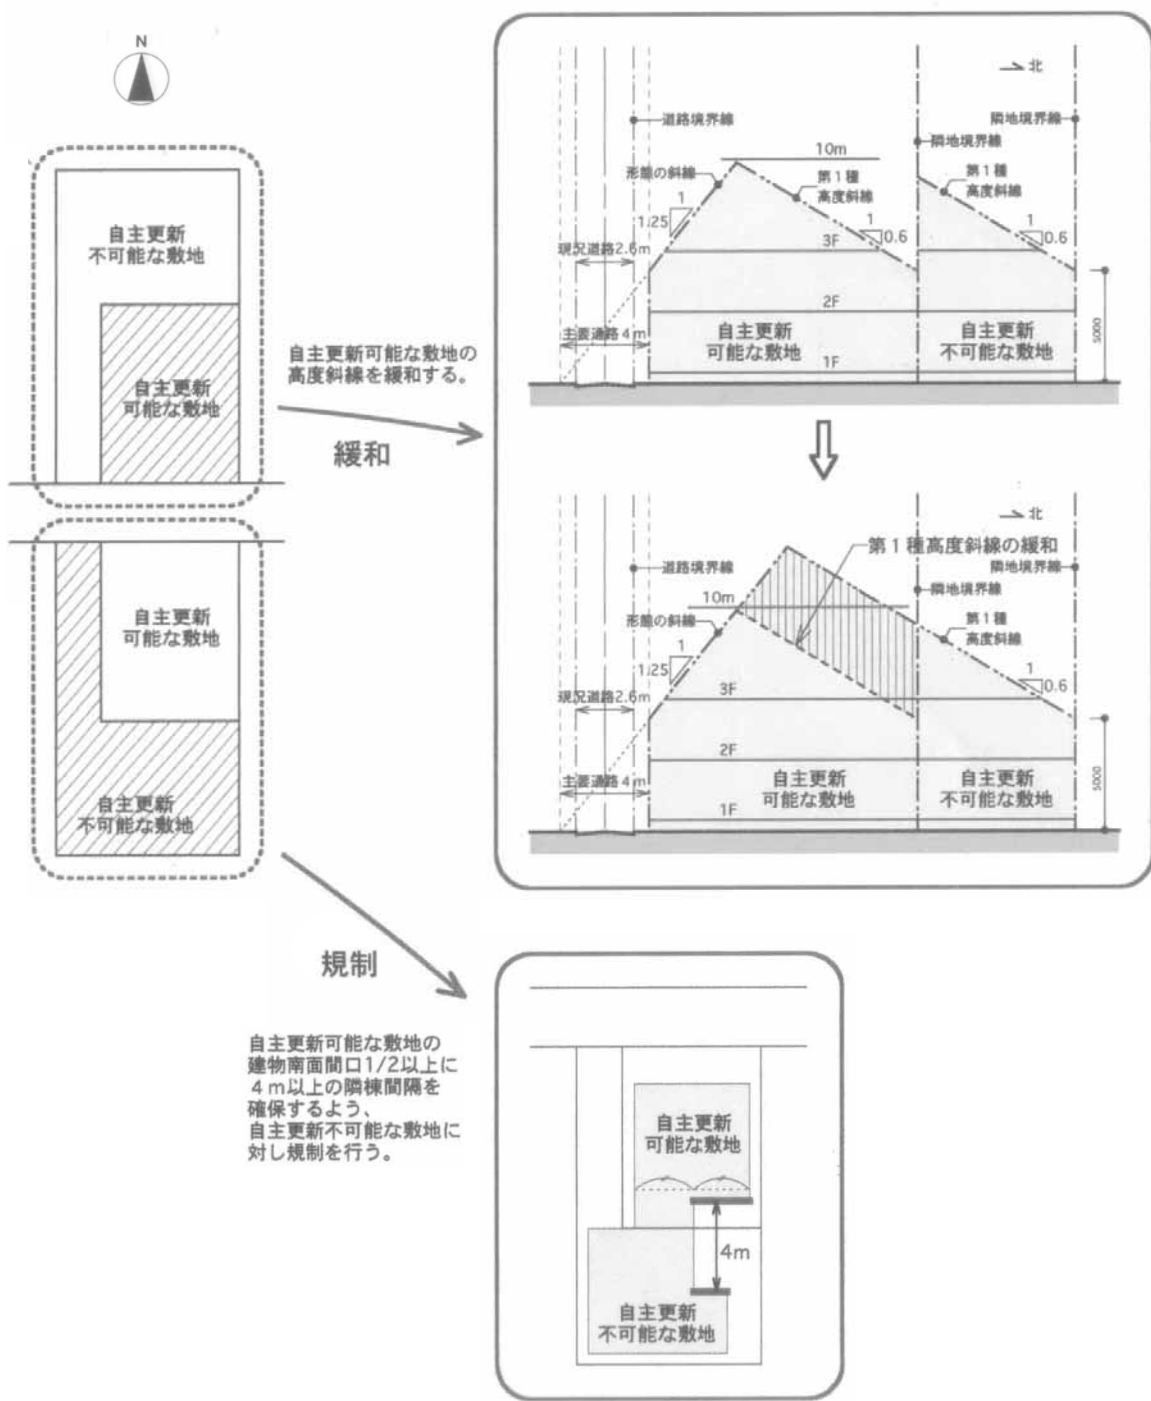 N
自主更新
不可能な敷地
自主更新
可能な敷地
自主更新
可能な敷地
自主更新
不可能な敷地
自主更新可能な敷地の
高度斜線を緩和する。
緩和
北
道路境界線
隣地境界線
隣地境界線
10m
形態の斜線
第1種
高度斜線
第1種
高度斜線
1
1.25
1
0.6
1
0.6
現況道路2.6m
3F
2F
主要通路4m
自主更新
可能な敷地
自主更新
不可能な敷地
1F
5000
北
第1種高度斜線の緩和
道路境界線
隣地境界線
隣地境界線
10m
形態の斜線
第1種
高度斜線
1
1.25
1
0.6
現況道路2.6m
3F
2F
主要通路4m
自主更新
可能な敷地
自主更新
不可能な敷地
1F
5000
規制
自主更新可能な敷地の
建物南面間口1/2以上に
4m以上の隣棟間隔を
確保するよう、
自主更新不可能な敷地に
対し規制を行う。
自主更新
可能な敷地
4m
自主更新
不可能な敷地